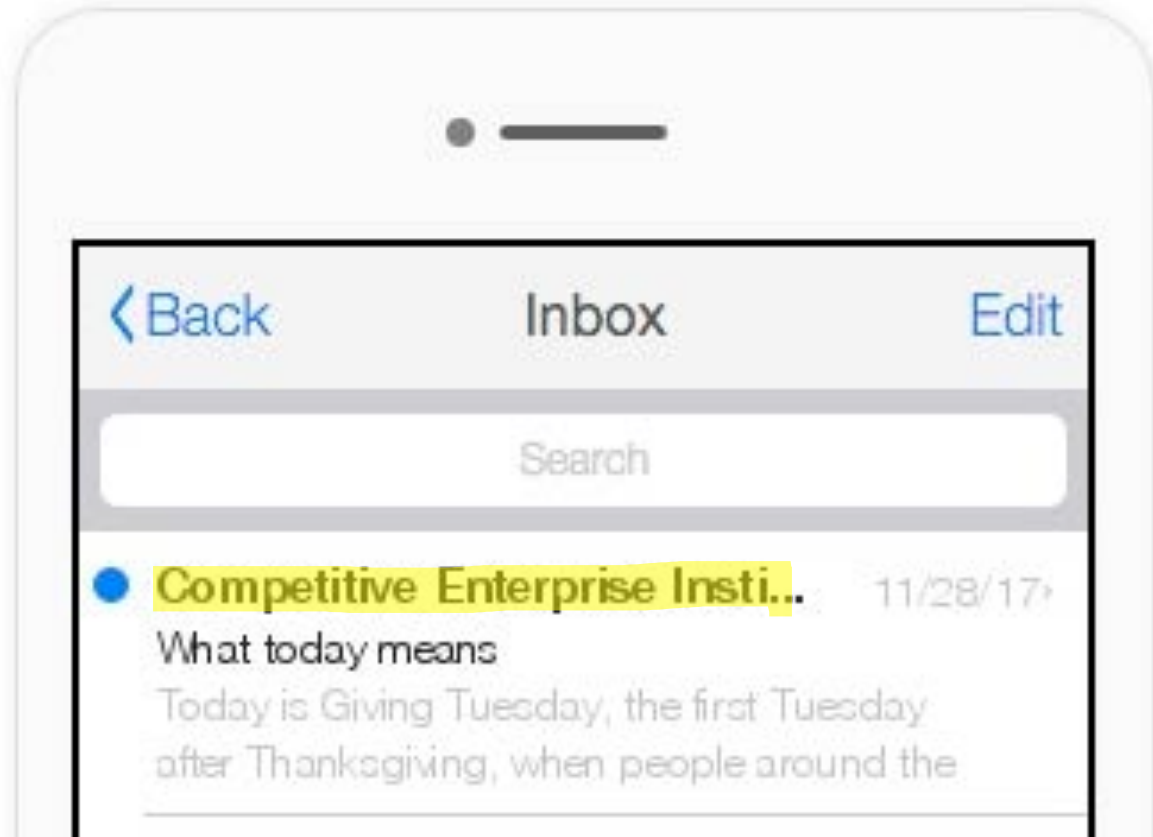 Back Inbox Edit
Search
Competitive Enterprise Insti... 11/28/17
What today means
Today is Giving Tuesday, the first Tuesday
after Thanksgiving, when people around the